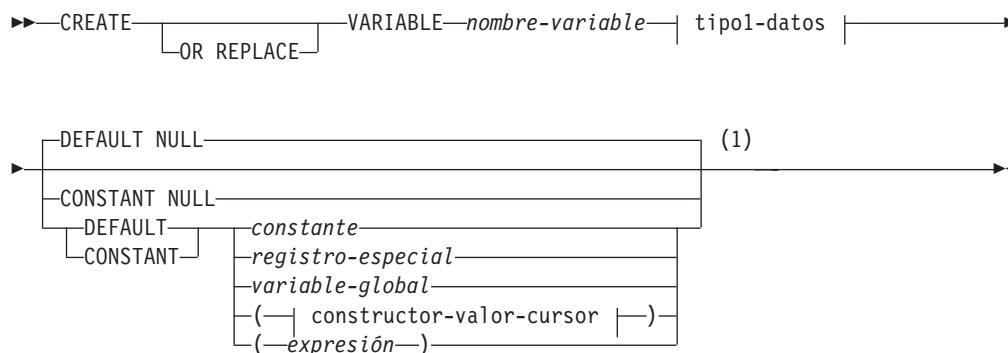 CREATE OR REPLACE VARIABLE nombre-variable tipo1-datos
DEFAULT NULL (1)
CONSTANT NULL
DEFAULT constante
CONSTANT registro-especial
variable-global
( constructor-valor-cursor )
( expresión )